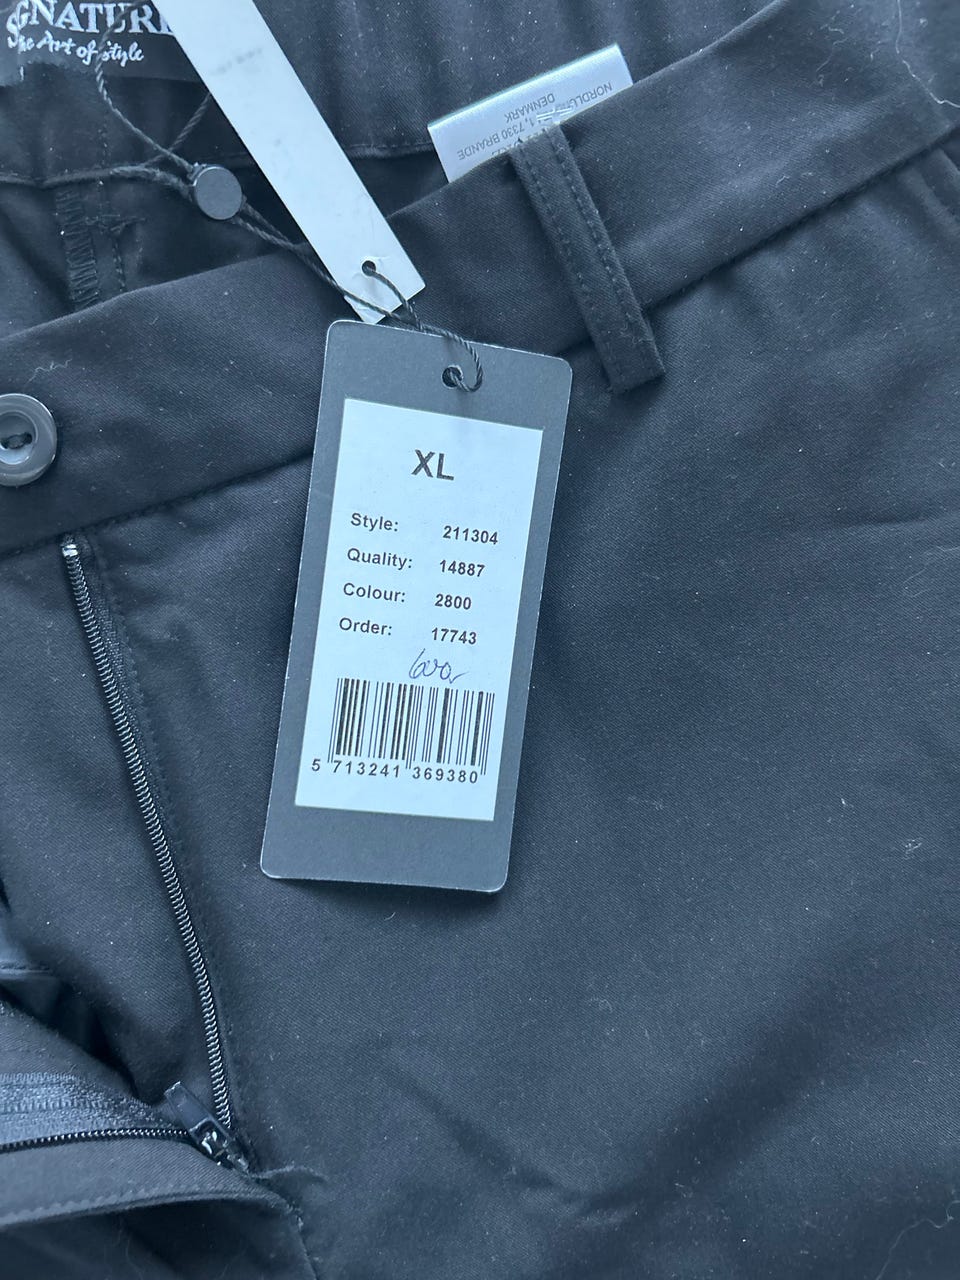 GNATURE
The Art of Style
DENMARK
1, 7330 BRANDE
XL
Style: 211304
Quality: 14887
Colour: 2800
Order: 17743
5 713241 369380